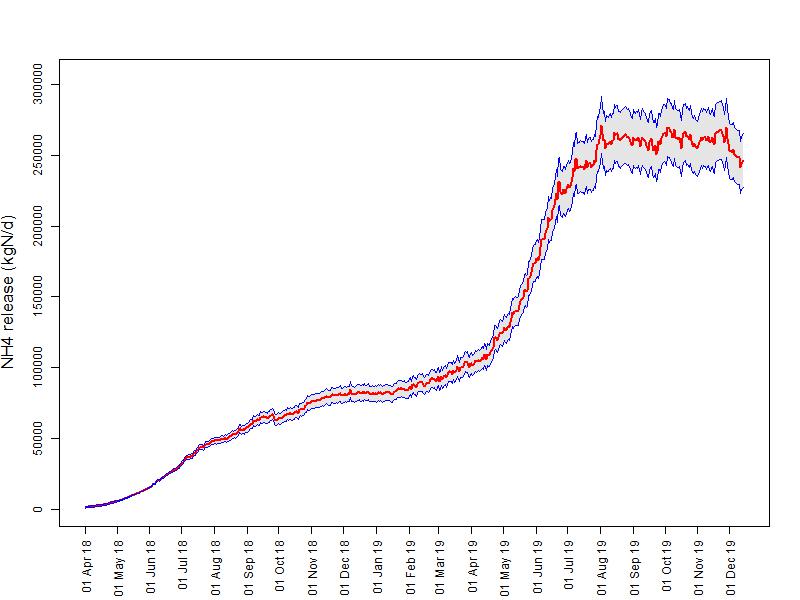 NH4 release (kgN/d)
300000
250000
200000
150000
100000
50000
0
01 Apr 18
01 May 18
01 Jun 18
01 Jul 18
01 Aug 18
01 Sep 18
01 Oct 18
01 Nov 18
01 Dec 18
01 Jan 19
01 Feb 19
01 Mar 19
01 Apr 19
01 May 19
01 Jun 19
01 Jul 19
01 Aug 19
01 Sep 19
01 Oct 19
01 Nov 19
01 Dec 19